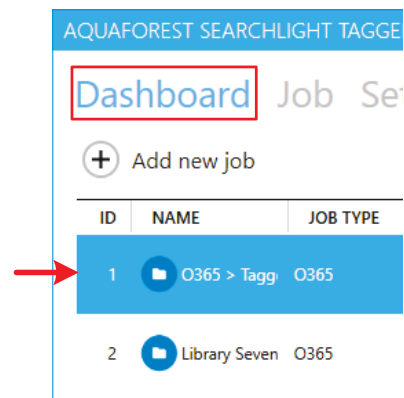 AQUAFOREST SEARCHLIGHT TAGGE
Dashboard Job Se
Add new job
ID NAME JOB TYPE
1 O365 > Tagg O365
2 Library Seven O365